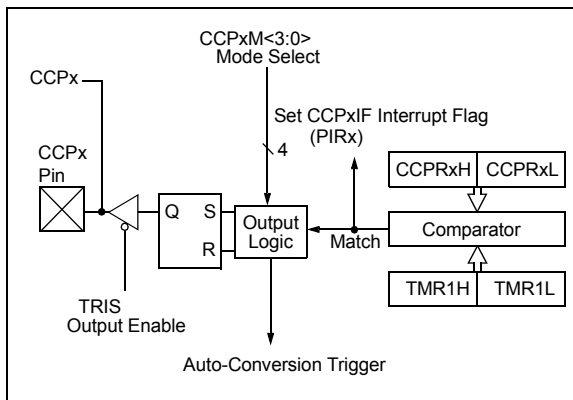 CCPxM<3:0>
Mode Select
CCPx
Set CCPxIF Interrupt Flag
(PIRx)
4
CCPx
Pin
CCPRxH CCPRxL
Q S
R
Output
Logic
Match
Comparator
TMR1H TMR1L
TRIS
Output Enable
Auto-Conversion Trigger